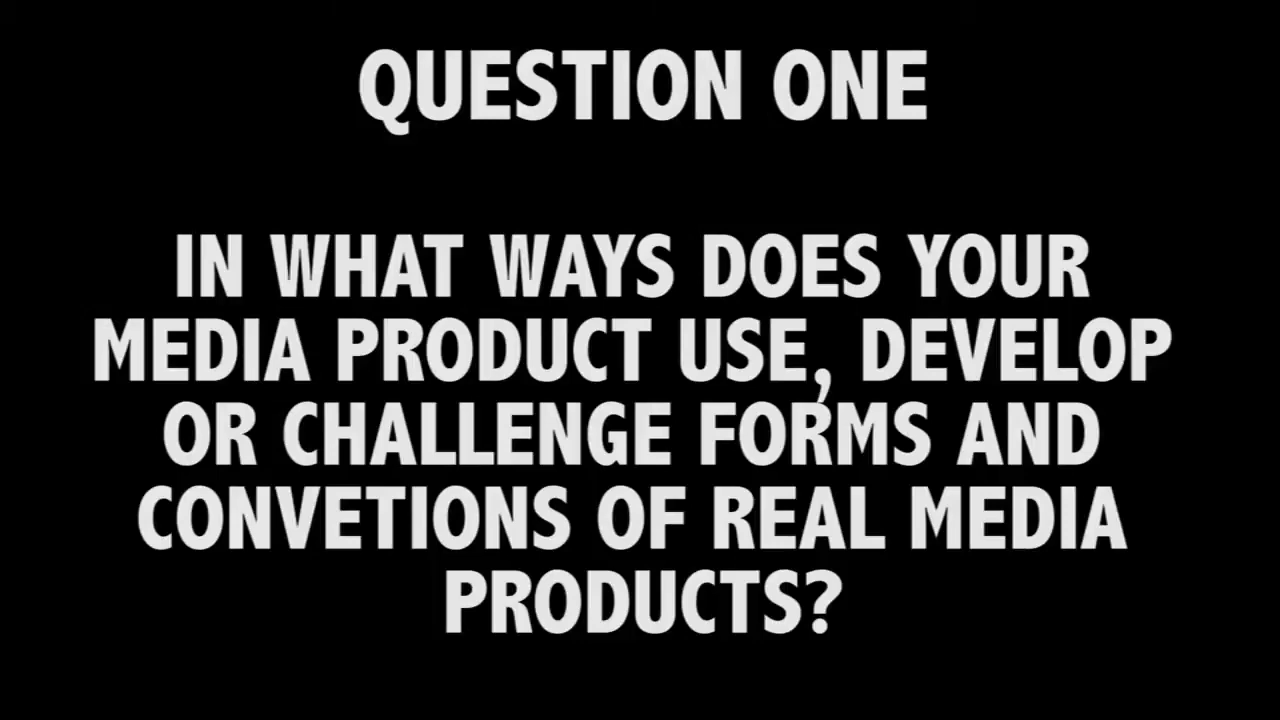 QUESTION ONE
IN WHAT WAYS DOES YOUR
MEDIA PRODUCT USE, DEVELOP
OR CHALLENGE FORMS AND
CONVETIONS OF REAL MEDIA
PRODUCTS?